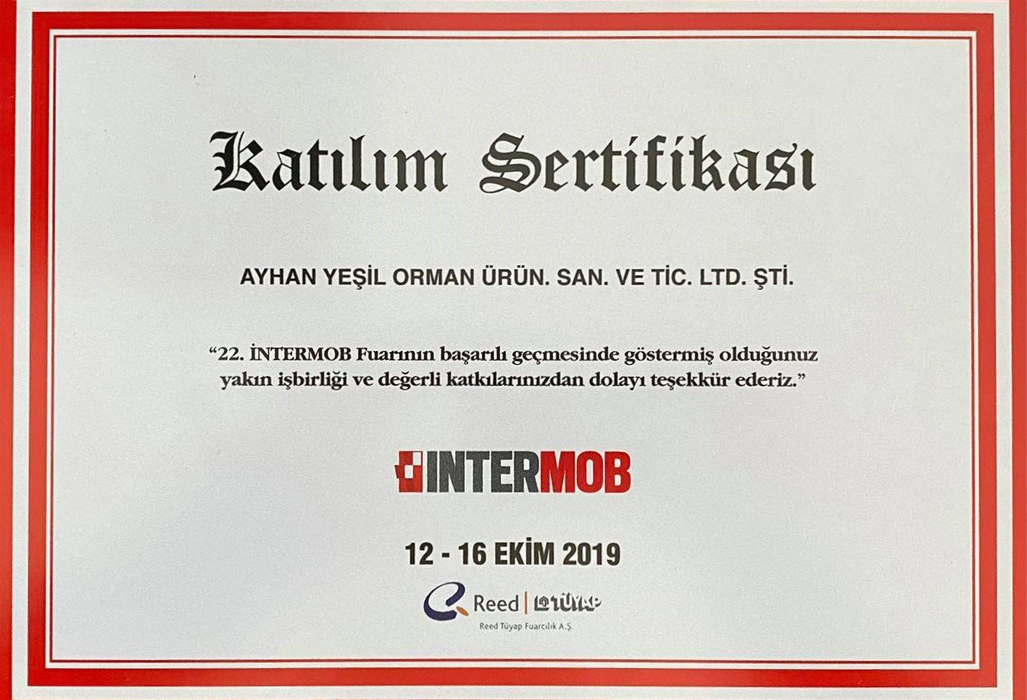 Katılım Sertifikası
AYHAN YEŞİL ORMAN ÜRÜN. SAN. VE TİC. LTD. ŞTİ.
“22. İNTERMOB Fuarının başarılı geçmesinde göstermiş olduğunuz
yakın işbirliği ve değerli katkılarınızdan dolayı teşekkür ederiz.”
INTERMOB
12 - 16 EKİM 2019
Reed | TÜYAP
Reed Tüyap Fuarcılık A.Ş.